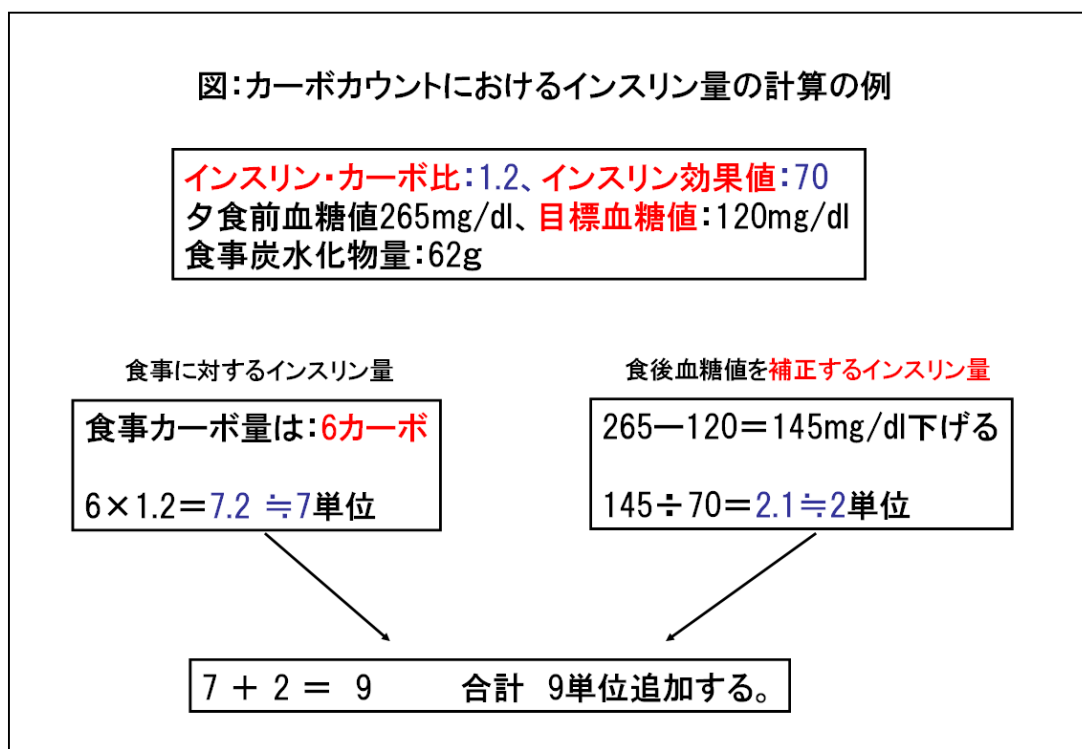 図：カーボカウントにおけるインスリン量の計算の例
インスリン・カーボ比：1.2、インスリン効果値：70
夕食前血糖値265mg/dl、目標血糖値：120mg/dl
食事炭水化物量：62g
食事に対するインスリン量
食事カーボ量は：6カーボ
6×1.2＝7.2 ≒7単位
食後血糖値を補正するインスリン量
265ー120＝145mg/dl下げる
145÷70＝2.1≒2単位
7 + 2 = 9 合計 9単位追加する。